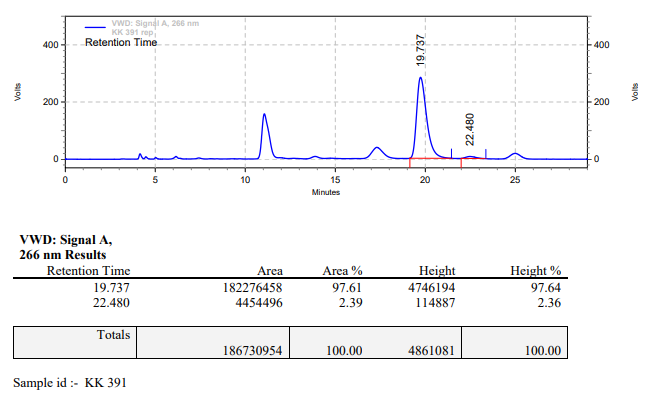 VWD: Signal A, 266 nm
KK 391 rep
Retention Time
400
200
0
Volts
19.737
22.480
400
200
0
Volts
0 5 10 15 20 25
Minutes
VWD: Signal A,
266 nm Results
Retention Time Area Area % Height Height %
19.737 182276458 97.61 4746194 97.64
22.480 4454496 2.39 114887 2.36
Totals
186730954 100.00 4861081 100.00
Sample id :- KK 391